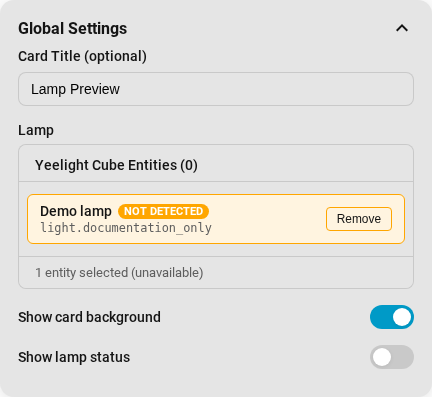 Global Settings
Card Title (optional)
Lamp Preview
Lamp
Yeelight Cube Entities (0)
Demo lamp NOT DETECTED
light.documentation_only
Remove
1 entity selected (unavailable)
Show card background
Show lamp status